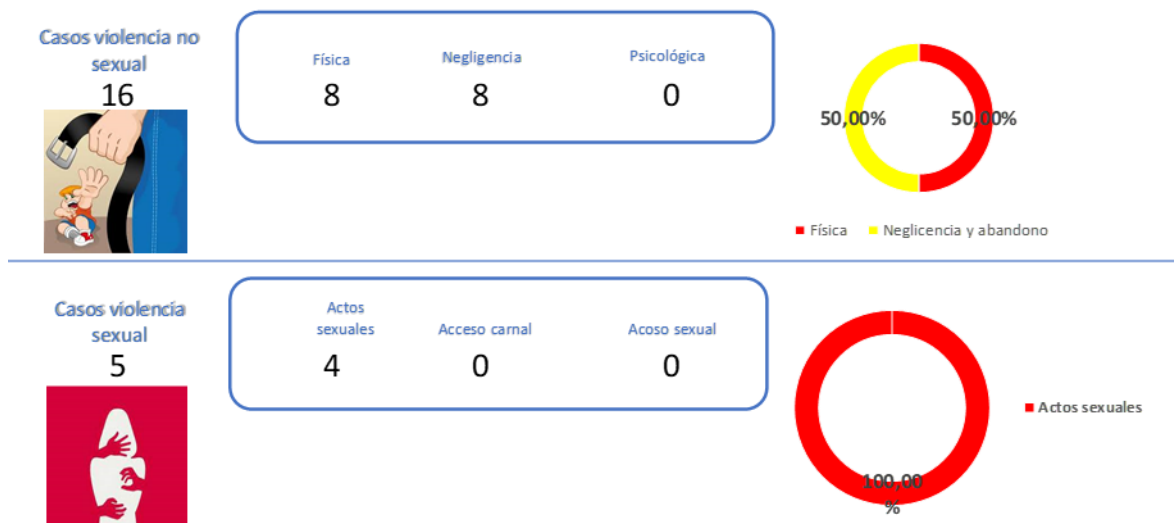 Casos violencia no
sexual
16
Física
Negligencia
Psicológica
8
8
0
50,00%
50,00%
Física
Neglicencia y abandono
Casos violencia
sexual
5
Actos
sexuales
Acceso carnal
Acoso sexual
4
0
0
Actos sexuales
100,00
%